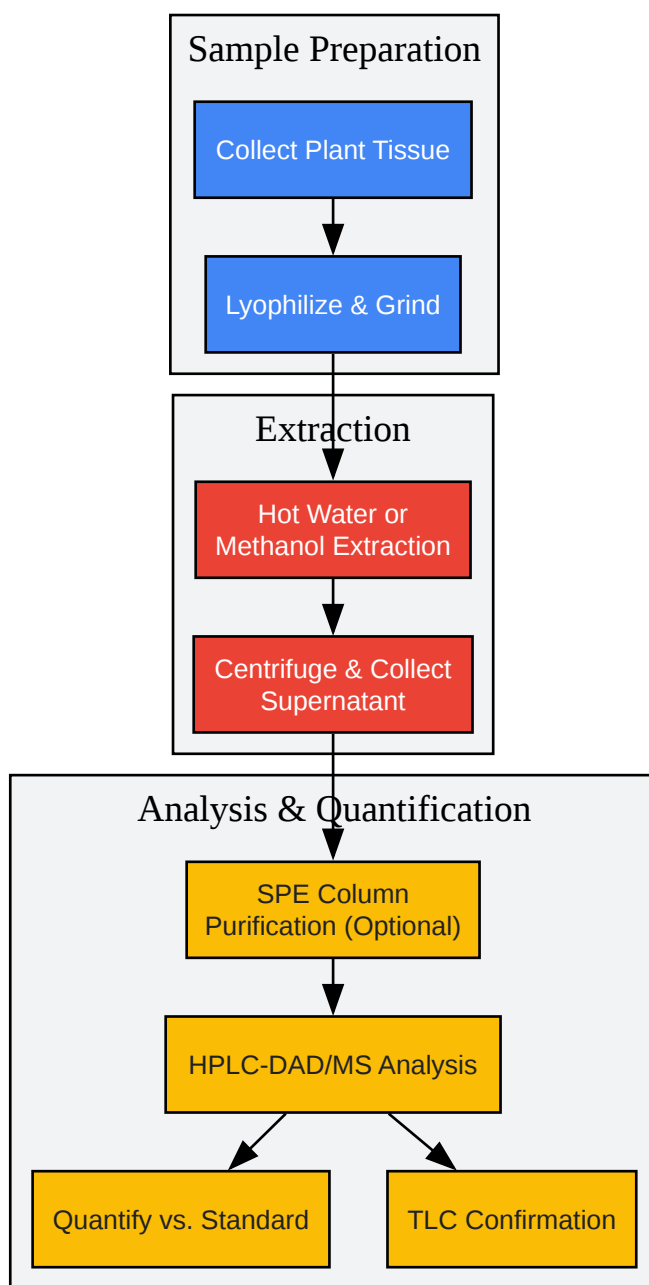 Sample Preparation
Collect Plant Tissue
Lyophilize & Grind
Extraction
Hot Water or
Methanol Extraction
Centrifuge & Collect
Supernatant
Analysis & Quantification
SPE Column
Purification (Optional)
HPLC-DAD/MS Analysis
Quantify vs. Standard
TLC Confirmation